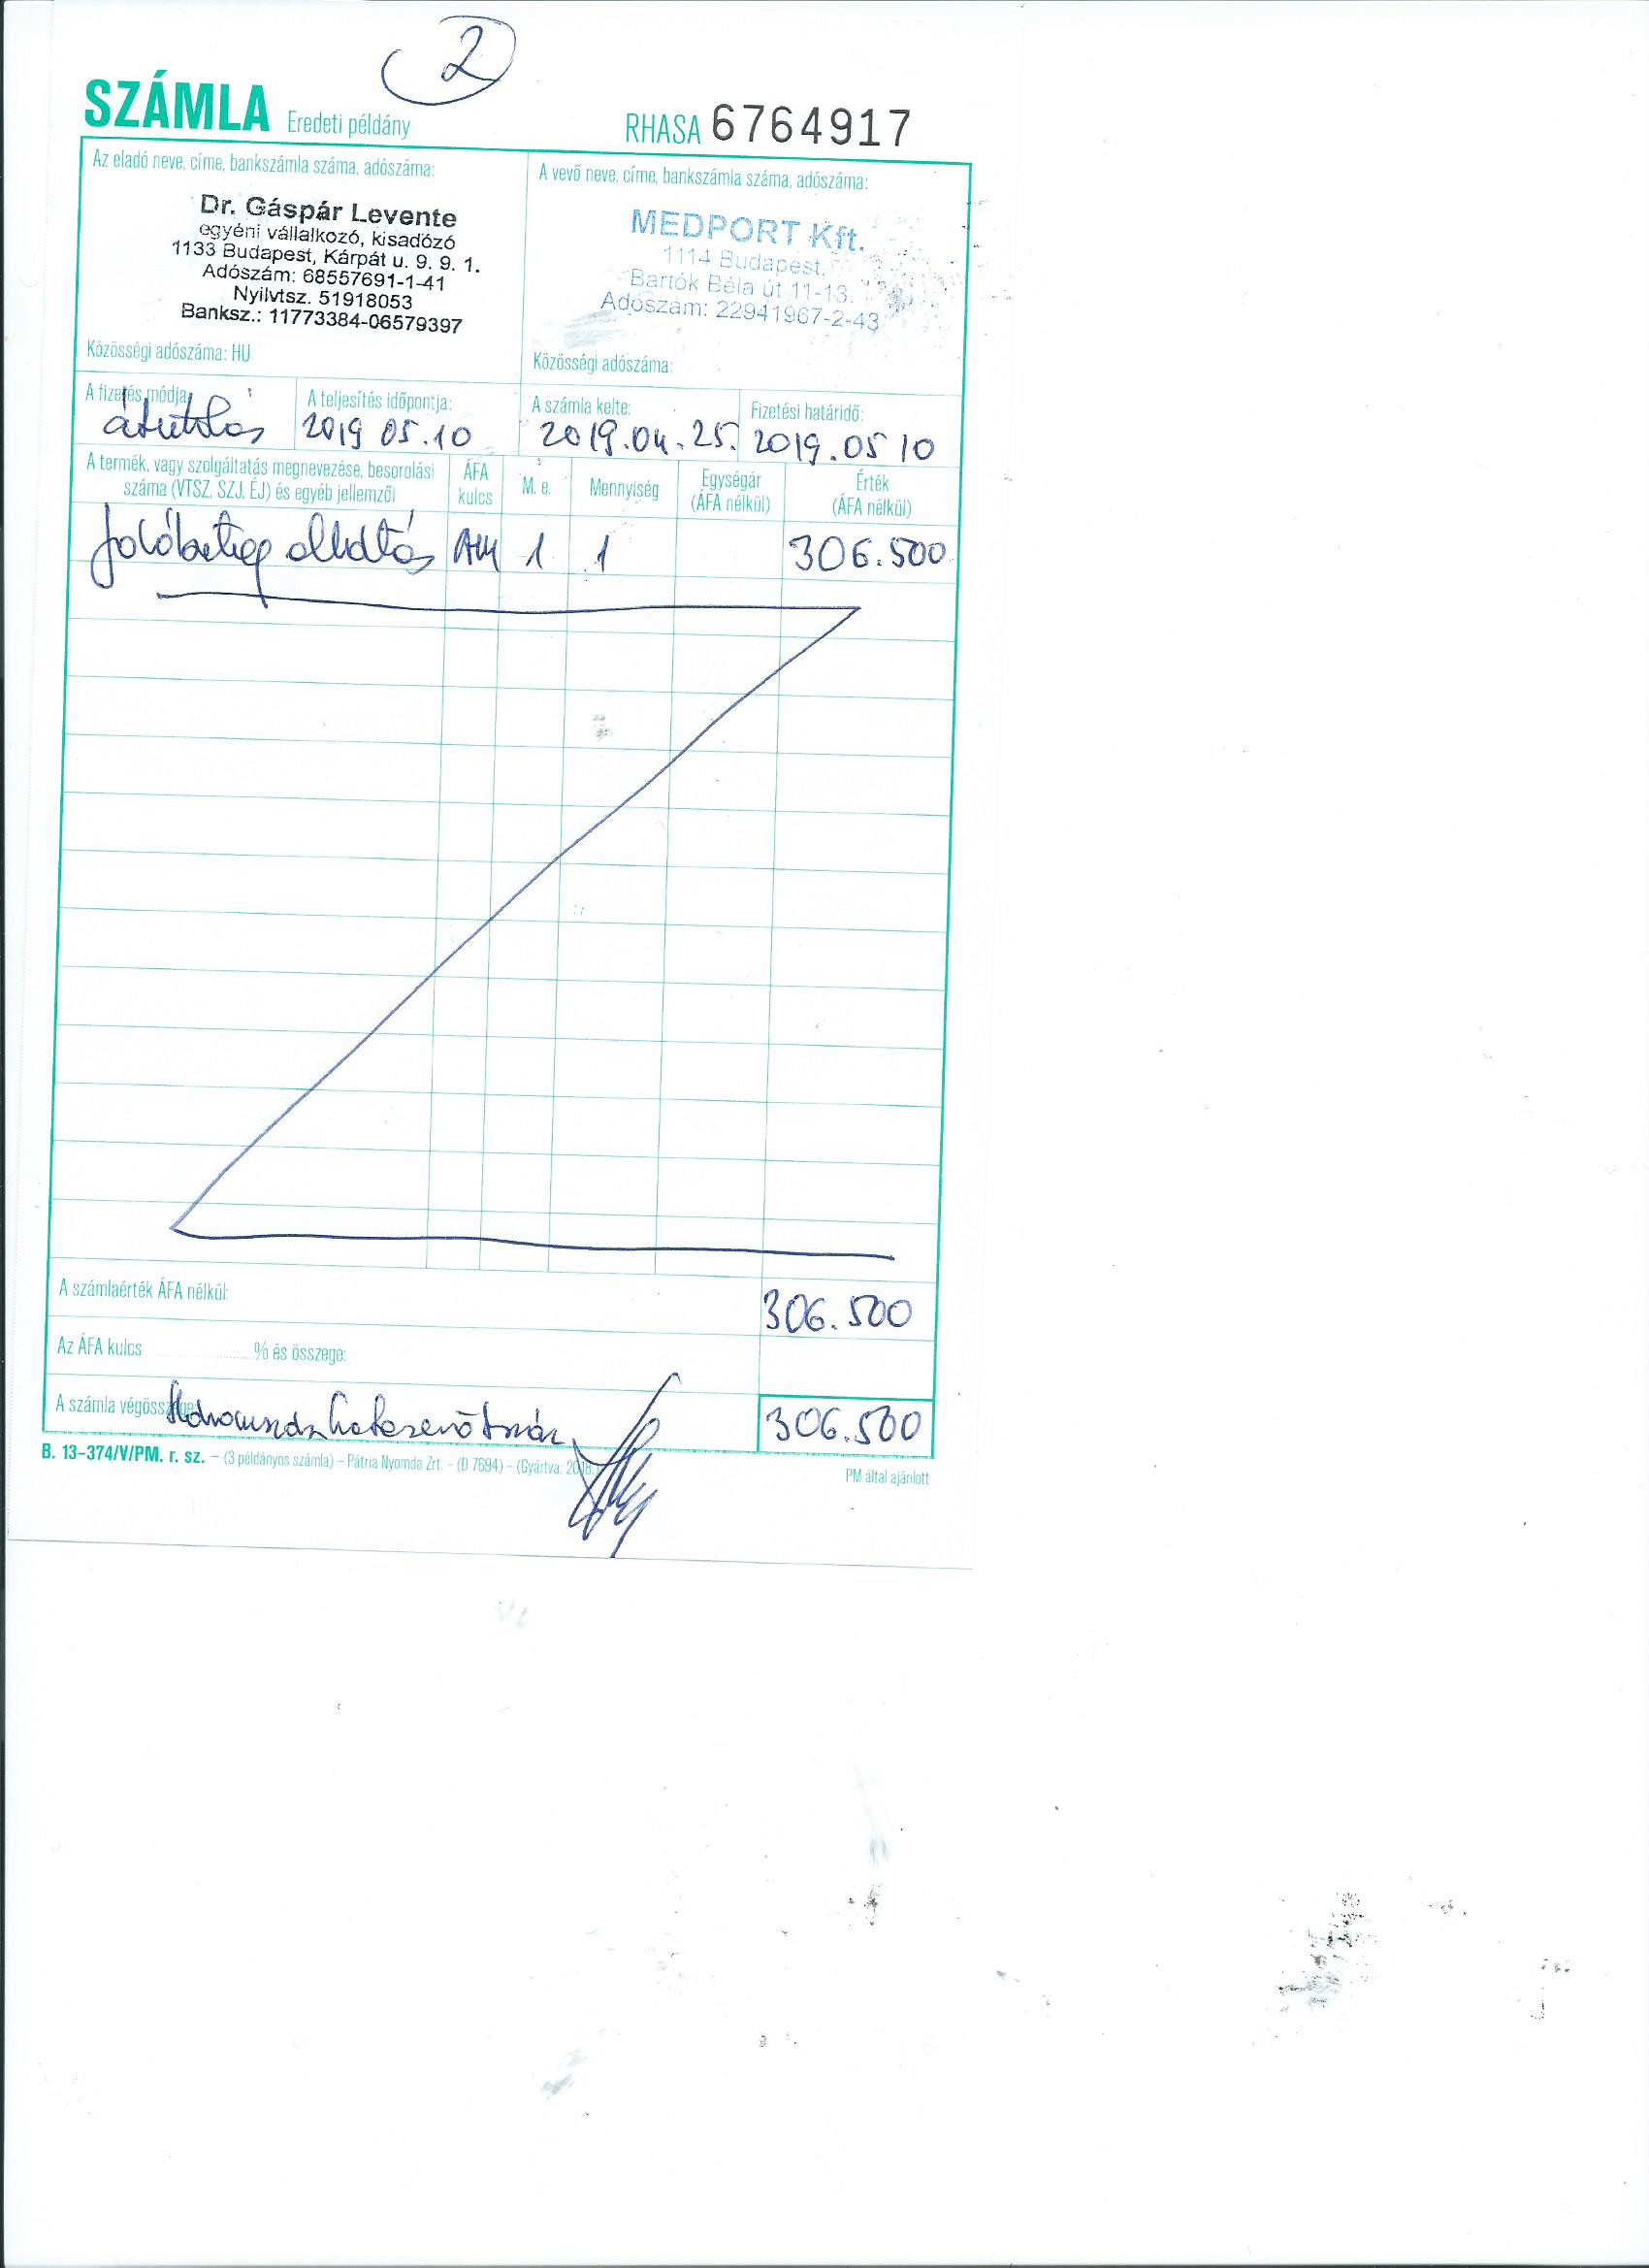 2
SZÁMLA Eredeti példány RHASA 6764917
Az eladó neve, címe, bankszámla száma, adószáma:
Dr. Gáspár Levente
egyéni vállalkozó, kisadózó
1133 Budapest, Kárpát u. 9. 9. 1.
Adószám: 68557691-1-41
Nyilvtsz. 51918053
Banksz.: 11773384-06579397
Közösségi adószáma: HU
A vevő neve, címe, bankszámla száma, adószáma:
MEDPORT Kft.
1114 Budapest,
Bartók Béla út 11-13.
Adószám: 22941967-2-43
Közösségi adószáma:
A fizetés módja: A teljesítés időpontja: A számla kelte: Fizetési határidő:
átutalás 2019 05.10 2019.04.25. 2019.05 10
A termék, vagy szolgáltatás megnevezése, besorolási száma (VTSZ, SZJ, ÉJ) és egyéb jellemzői ÁFA kulcs M. e. Mennyiség Egységár (ÁFA nélkül) Érték (ÁFA nélkül)
járóbeteg ellátás AM 1 1 306.500
A számlaérték ÁFA nélkül: 306.500
Az ÁFA kulcs % és összege:
A számla végösszege: 306.500
B. 13-374/V/PM. r. sz. – (3 példányos számla) – Pátria Nyomda Zrt. – (D 7694) – (Gyártva:
PM által ajánlott